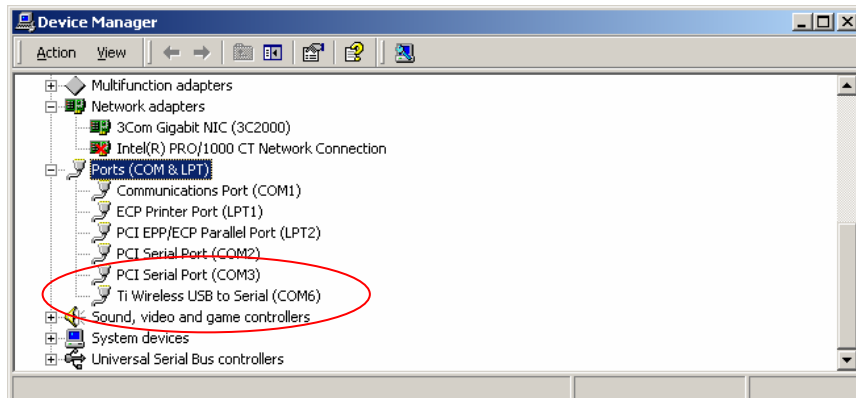 Device Manager
Action View
Multifunction adapters
Network adapters
3Com Gigabit NIC (3C2000)
Intel(R) PRO/1000 CT Network Connection
Ports (COM & LPT)
Communications Port (COM1)
ECP Printer Port (LPT1)
PCI EPP/ECP Parallel Port (LPT2)
PCI Serial Port (COM2)
PCI Serial Port (COM3)
Ti Wireless USB to Serial (COM6)
Sound, video and game controllers
System devices
Universal Serial Bus controllers